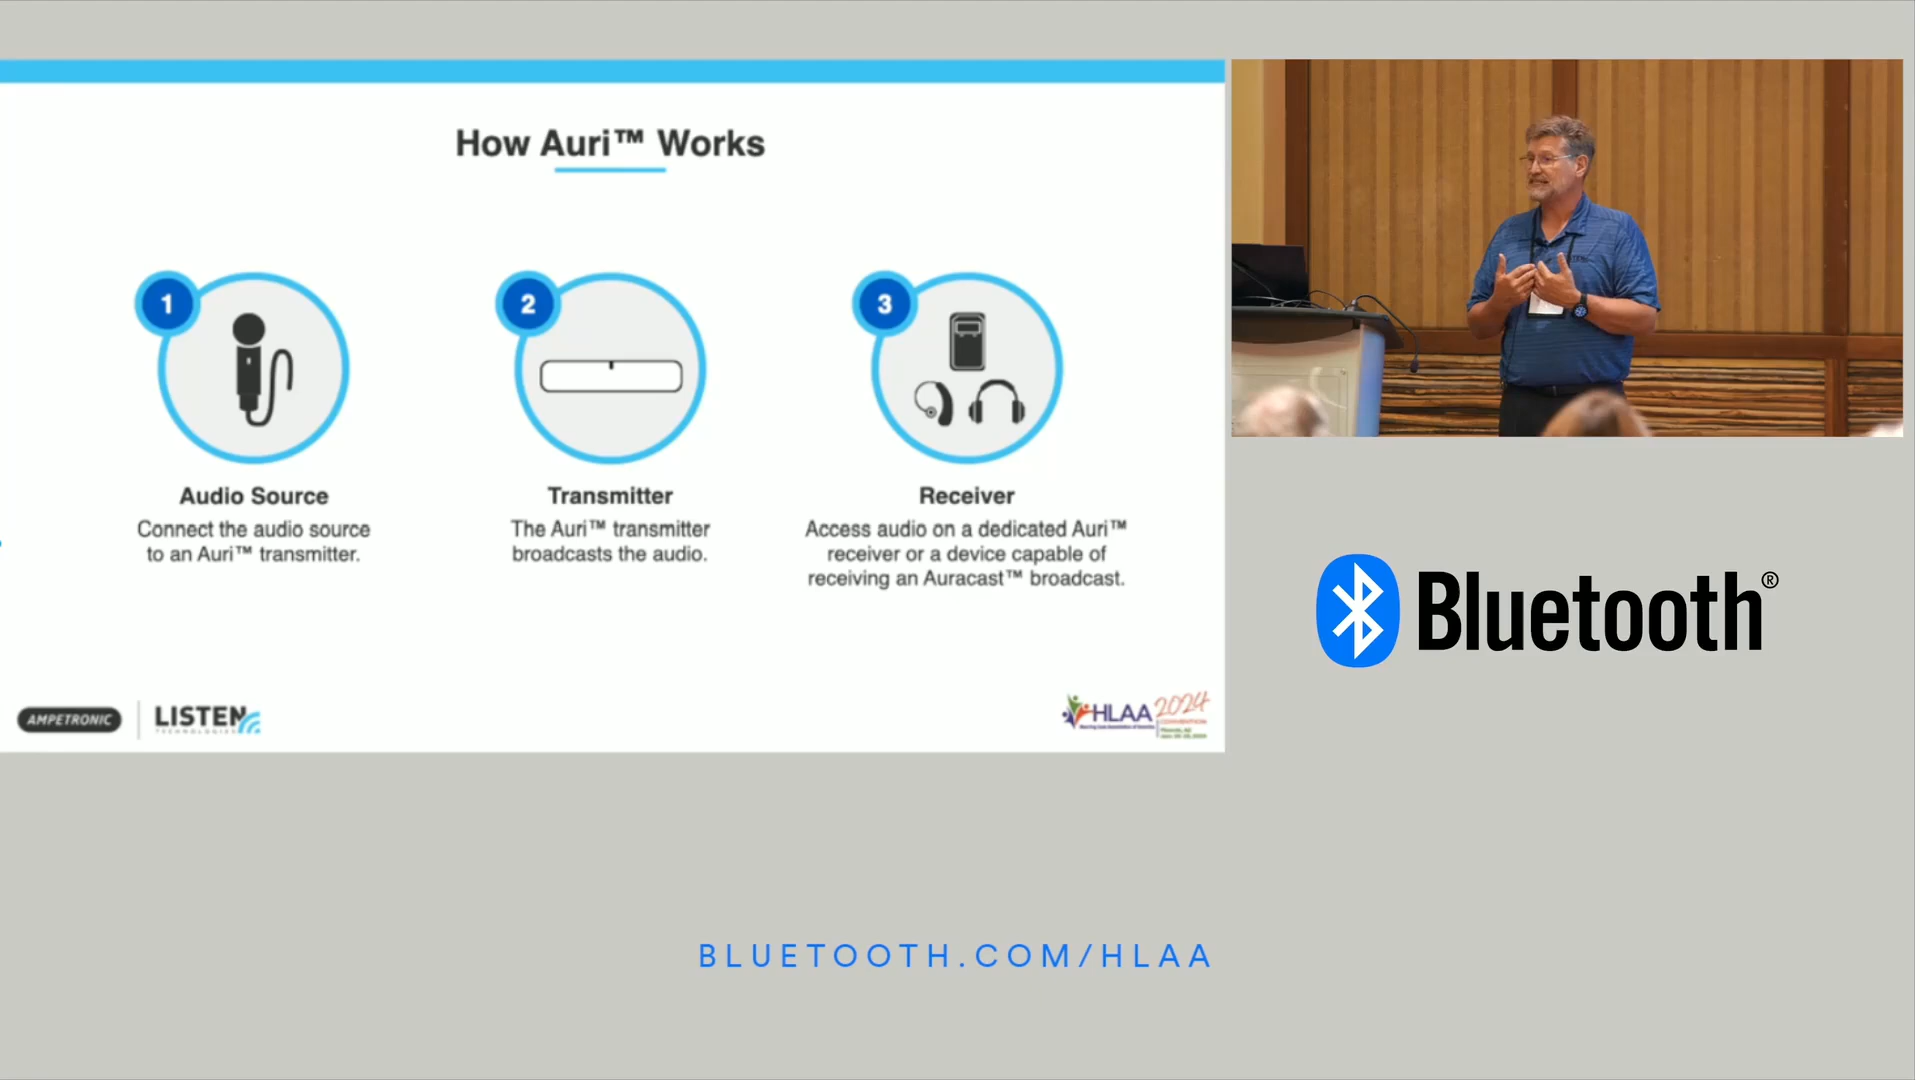 How Auri™ Works
1
2
3
Audio Source
Connect the audio source
to an Auri™ transmitter.
Transmitter
The Auri™ transmitter
broadcasts the audio.
Receiver
Access audio on a dedicated Auri™
receiver or a device capable of
receiving an Auracast™ broadcast.
AMPETRONIC
LISTEN
TECHNOLOGIES
HLAA 2024
CONVENTION
Bluetooth®
BLUETOOTH.COM/HLAA